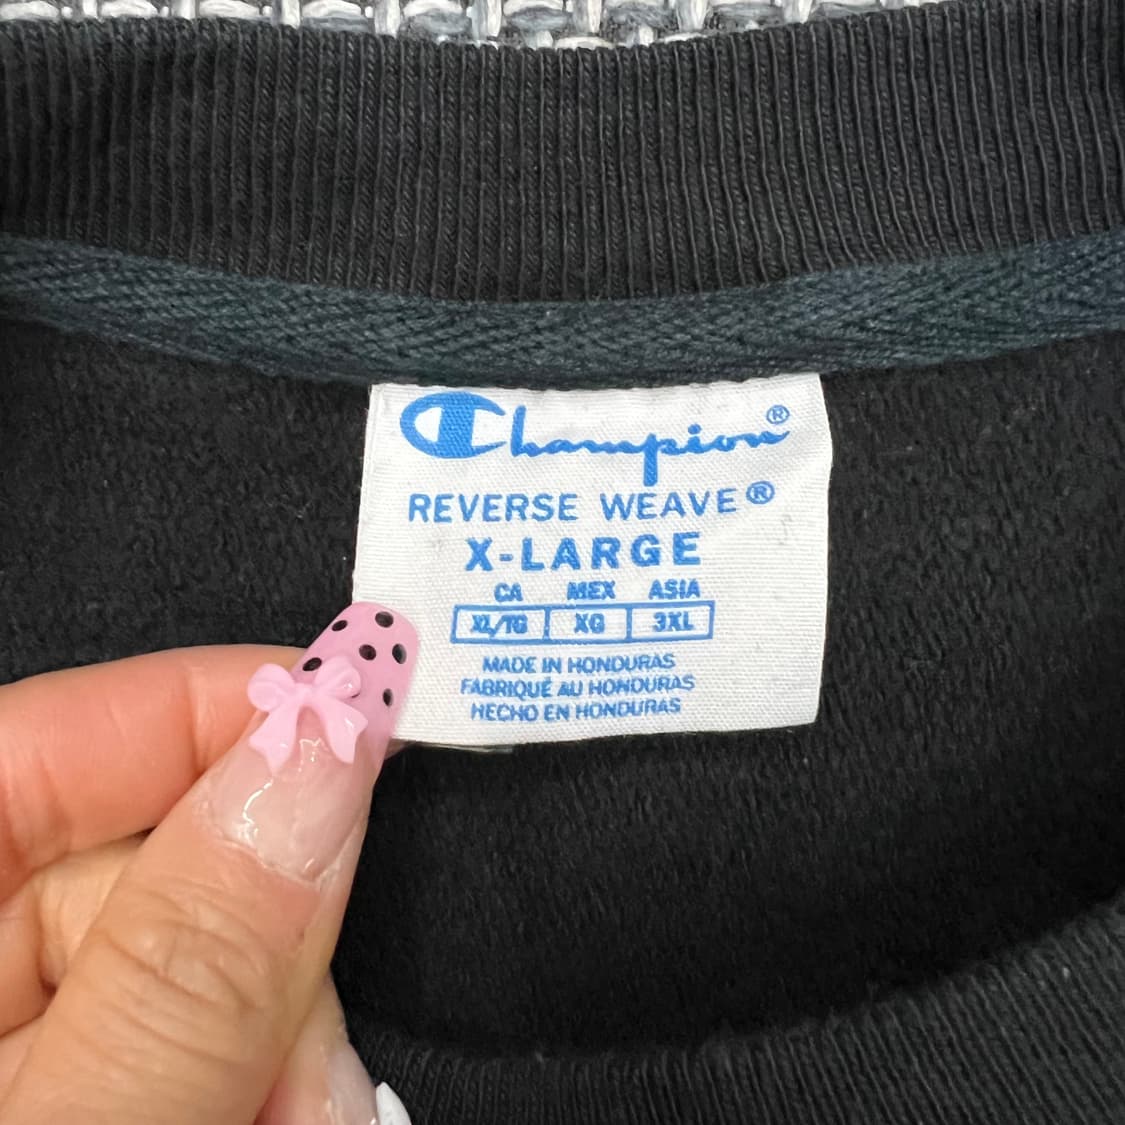 Champion®
REVERSE WEAVE®
X-LARGE
CA MEX ASIA
XL/TG XG 3XL
MADE IN HONDURAS
FABRIQUÉ AU HONDURAS
HECHO EN HONDURAS